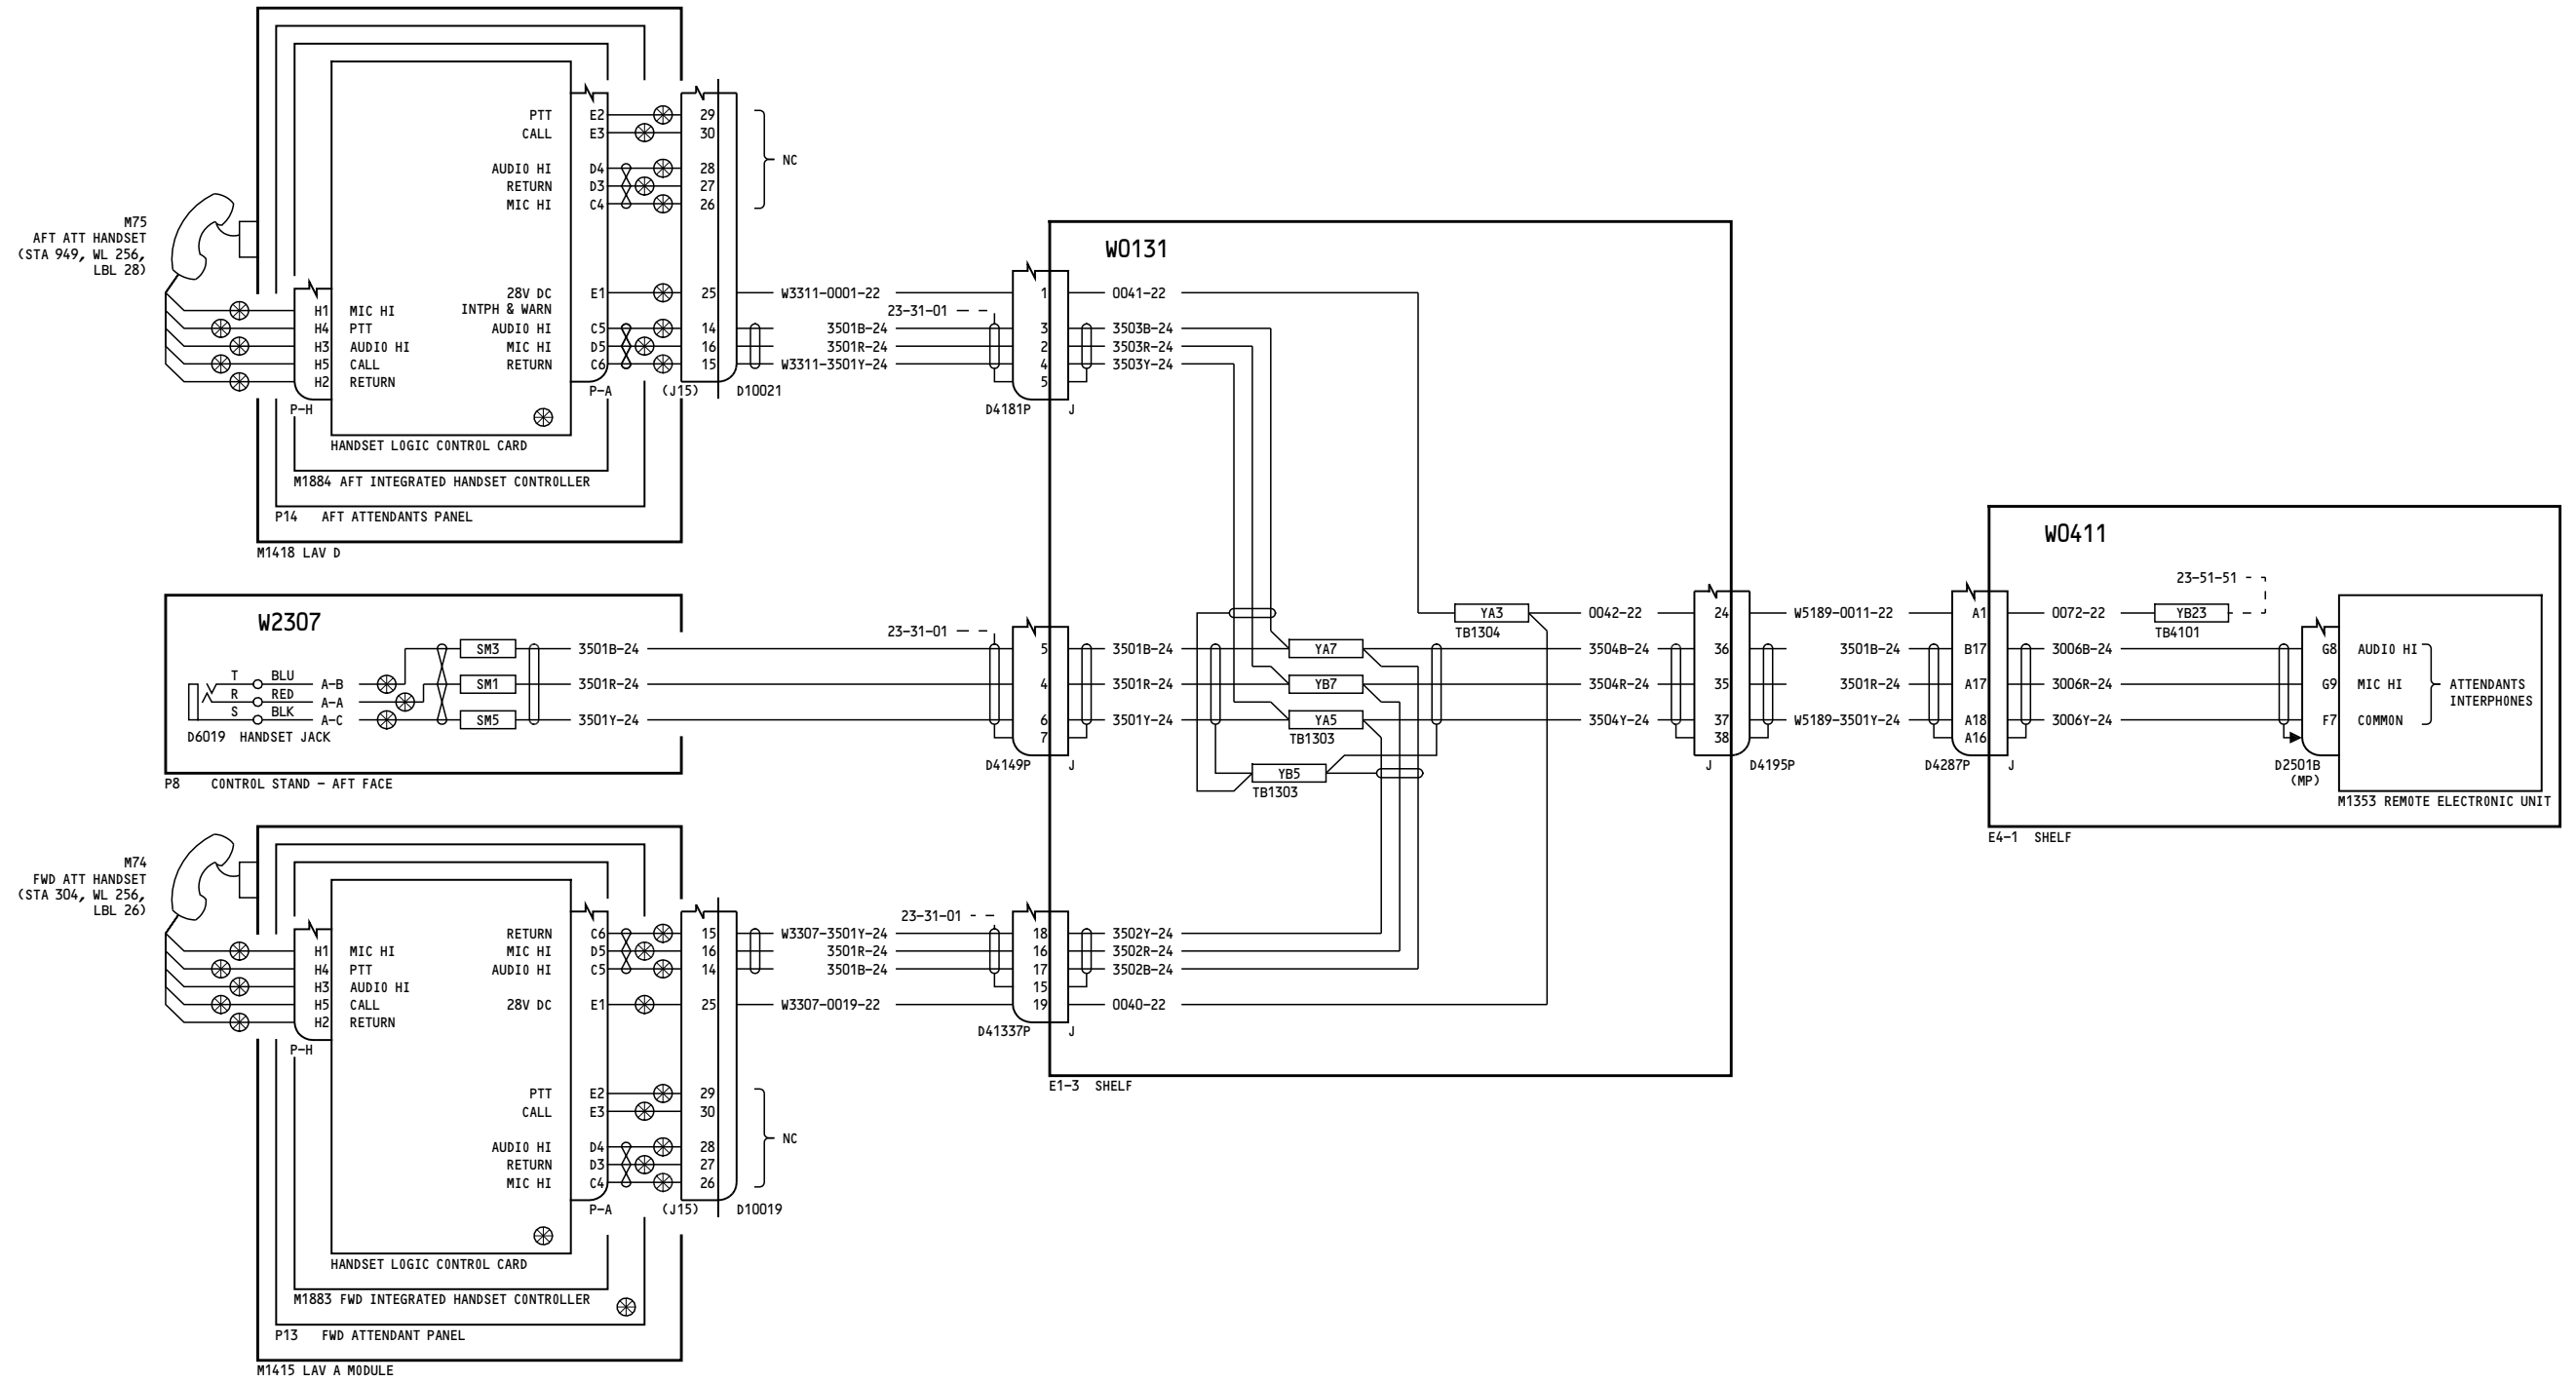 M75
AFT ATT HANDSET
(STA 949, WL 256,
LBL 28)
H1 MIC HI
H4 PTT
H3 AUDIO HI
H5 CALL
H2 RETURN
P-H
PTT E2 29
CALL E3 30
AUDIO HI D4 28
RETURN D3 27
MIC HI C4 26
NC
28V DC E1 25
INTPH & WARN
AUDIO HI C5 14
MIC HI D5 16
RETURN C6 15
P-A (J15) D10021
HANDSET LOGIC CONTROL CARD
M1884 AFT INTEGRATED HANDSET CONTROLLER
P14 AFT ATTENDANTS PANEL
M1418 LAV D
W3311-0001-22
23-31-01
3501B-24
3501R-24
W3311-3501Y-24
1
3
2
4
5
D4181P J
W0131
0041-22
3503B-24
3503R-24
3503Y-24
W2307
T BLU A-B
R RED A-A
S BLK A-C
D6019 HANDSET JACK
SM3
SM1
SM5
3501B-24
3501R-24
3501Y-24
P8 CONTROL STAND - AFT FACE
23-31-01
5
4
6
7
D4149P J
3501B-24
3501R-24
3501Y-24
YA7
YB7
YA5
TB1303
YB5
TB1303
YA3
TB1304
0042-22
3504B-24
3504R-24
3504Y-24
24
36
35
37
38
J D4195P
W5189-0011-22
3501B-24
3501R-24
W5189-3501Y-24
A1
B17
A17
A18
A16
D4287P J
W0411
23-51-51
0072-22
YB23
TB4101
3006B-24
3006R-24
3006Y-24
G8 AUDIO HI
G9 MIC HI
F7 COMMON
ATTENDANTS
INTERPHONES
D2501B
(MP)
M1353 REMOTE ELECTRONIC UNIT
E4-1 SHELF
M74
FWD ATT HANDSET
(STA 304, WL 256,
LBL 26)
H1 MIC HI
H4 PTT
H3 AUDIO HI
H5 CALL
H2 RETURN
P-H
RETURN C6 15
MIC HI D5 16
AUDIO HI C5 14
28V DC E1 25
PTT E2 29
CALL E3 30
AUDIO HI D4 28
RETURN D3 27
MIC HI C4 26
NC
P-A (J15) D10019
HANDSET LOGIC CONTROL CARD
M1883 FWD INTEGRATED HANDSET CONTROLLER
P13 FWD ATTENDANT PANEL
M1415 LAV A MODULE
23-31-01
W3307-3501Y-24
3501R-24
3501B-24
W3307-0019-22
18
16
17
15
19
D41337P J
3502Y-24
3502R-24
3502B-24
0040-22
E1-3 SHELF